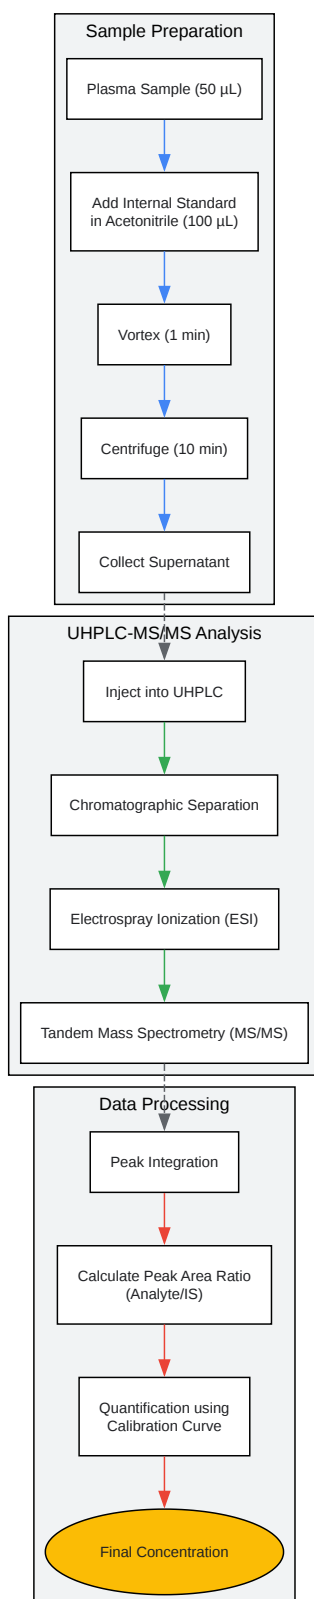 Sample Preparation
Plasma Sample (50 µL)
Add Internal Standard
in Acetonitrile (100 µL)
Vortex (1 min)
Centrifuge (10 min)
Collect Supernatant
UHPLC-MS/MS Analysis
Inject into UHPLC
Chromatographic Separation
Electrospray Ionization (ESI)
Tandem Mass Spectrometry (MS/MS)
Data Processing
Peak Integration
Calculate Peak Area Ratio
(Analyte/IS)
Quantification using
Calibration Curve
Final Concentration